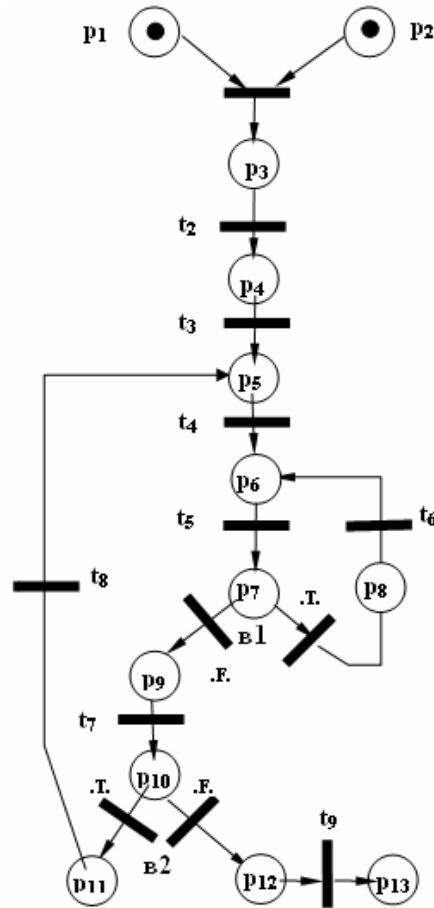 p1 p2
p3
t2
p4
t3
p5
t4
p6
t5 t6
t8 p7 p8
.T.
в1
p9 .F.
t7
p10
.T. .F.
t9
в2
p11 p12 p13